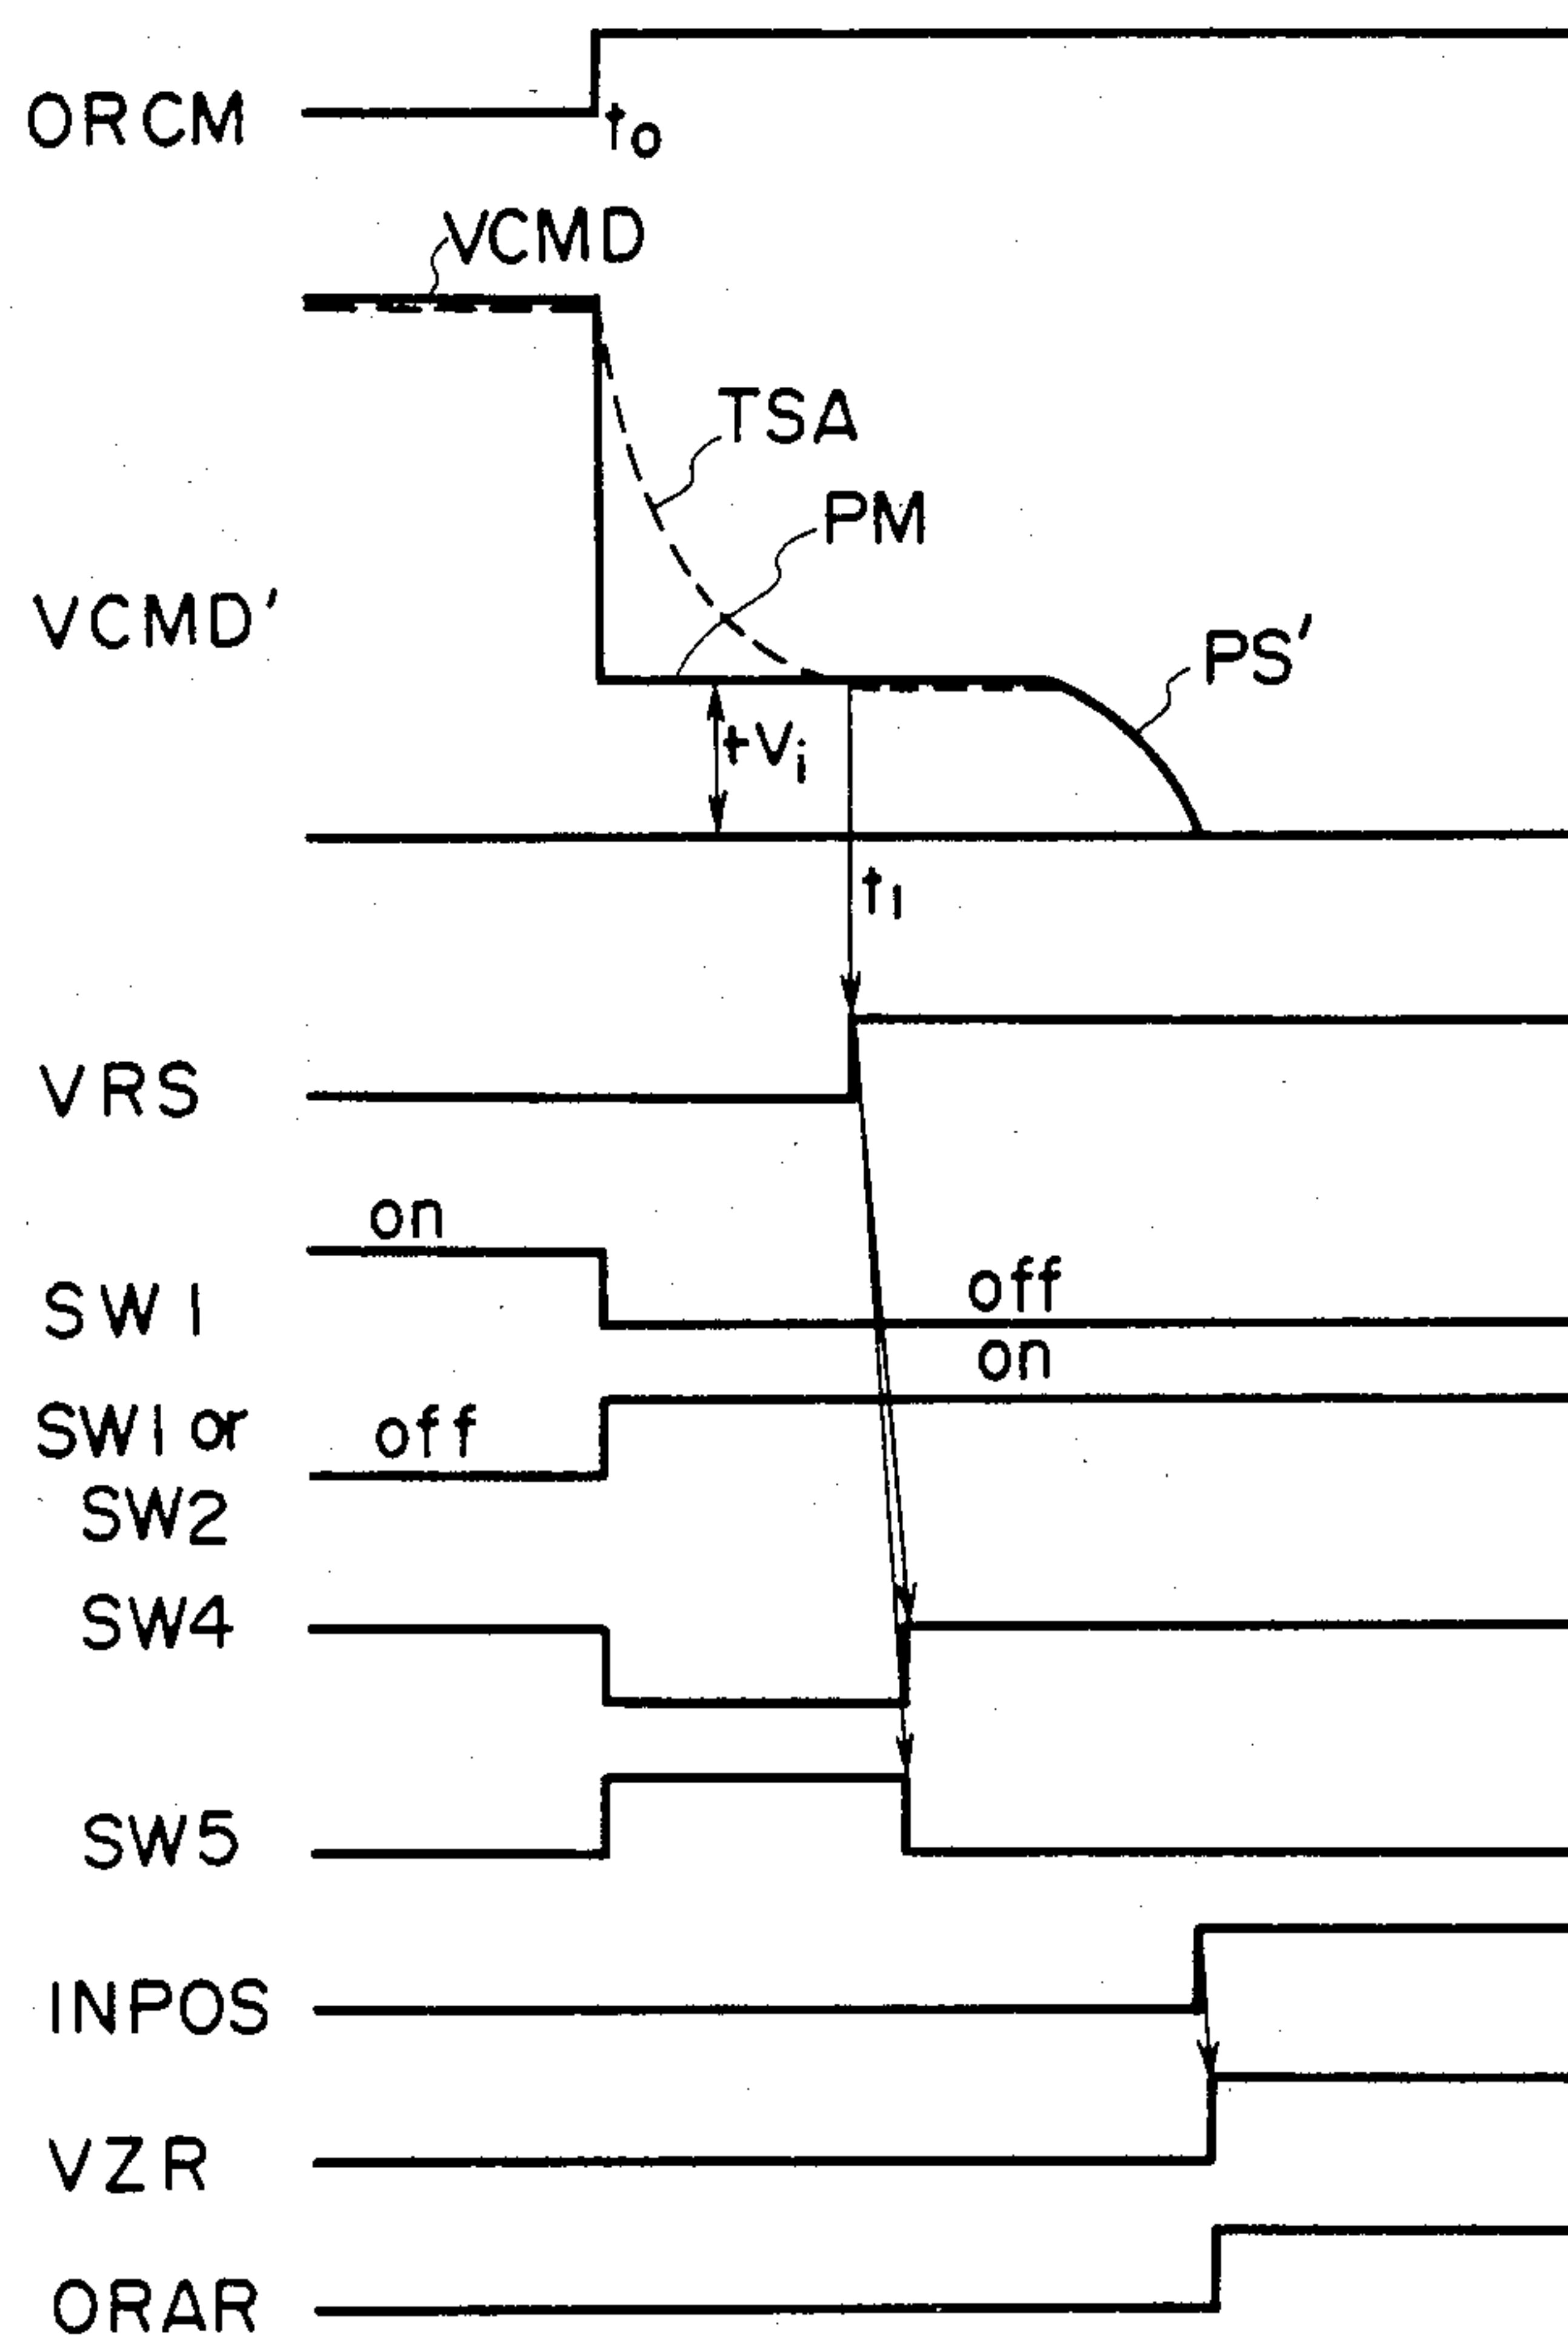 ORCM
to
VCMD
TSA
PM
VCMD'
PS'
+Vi
t1
VRS
on
SW1
off
on
SW1 or
off
SW2
SW4
SW5
INPOS
VZR
ORAR